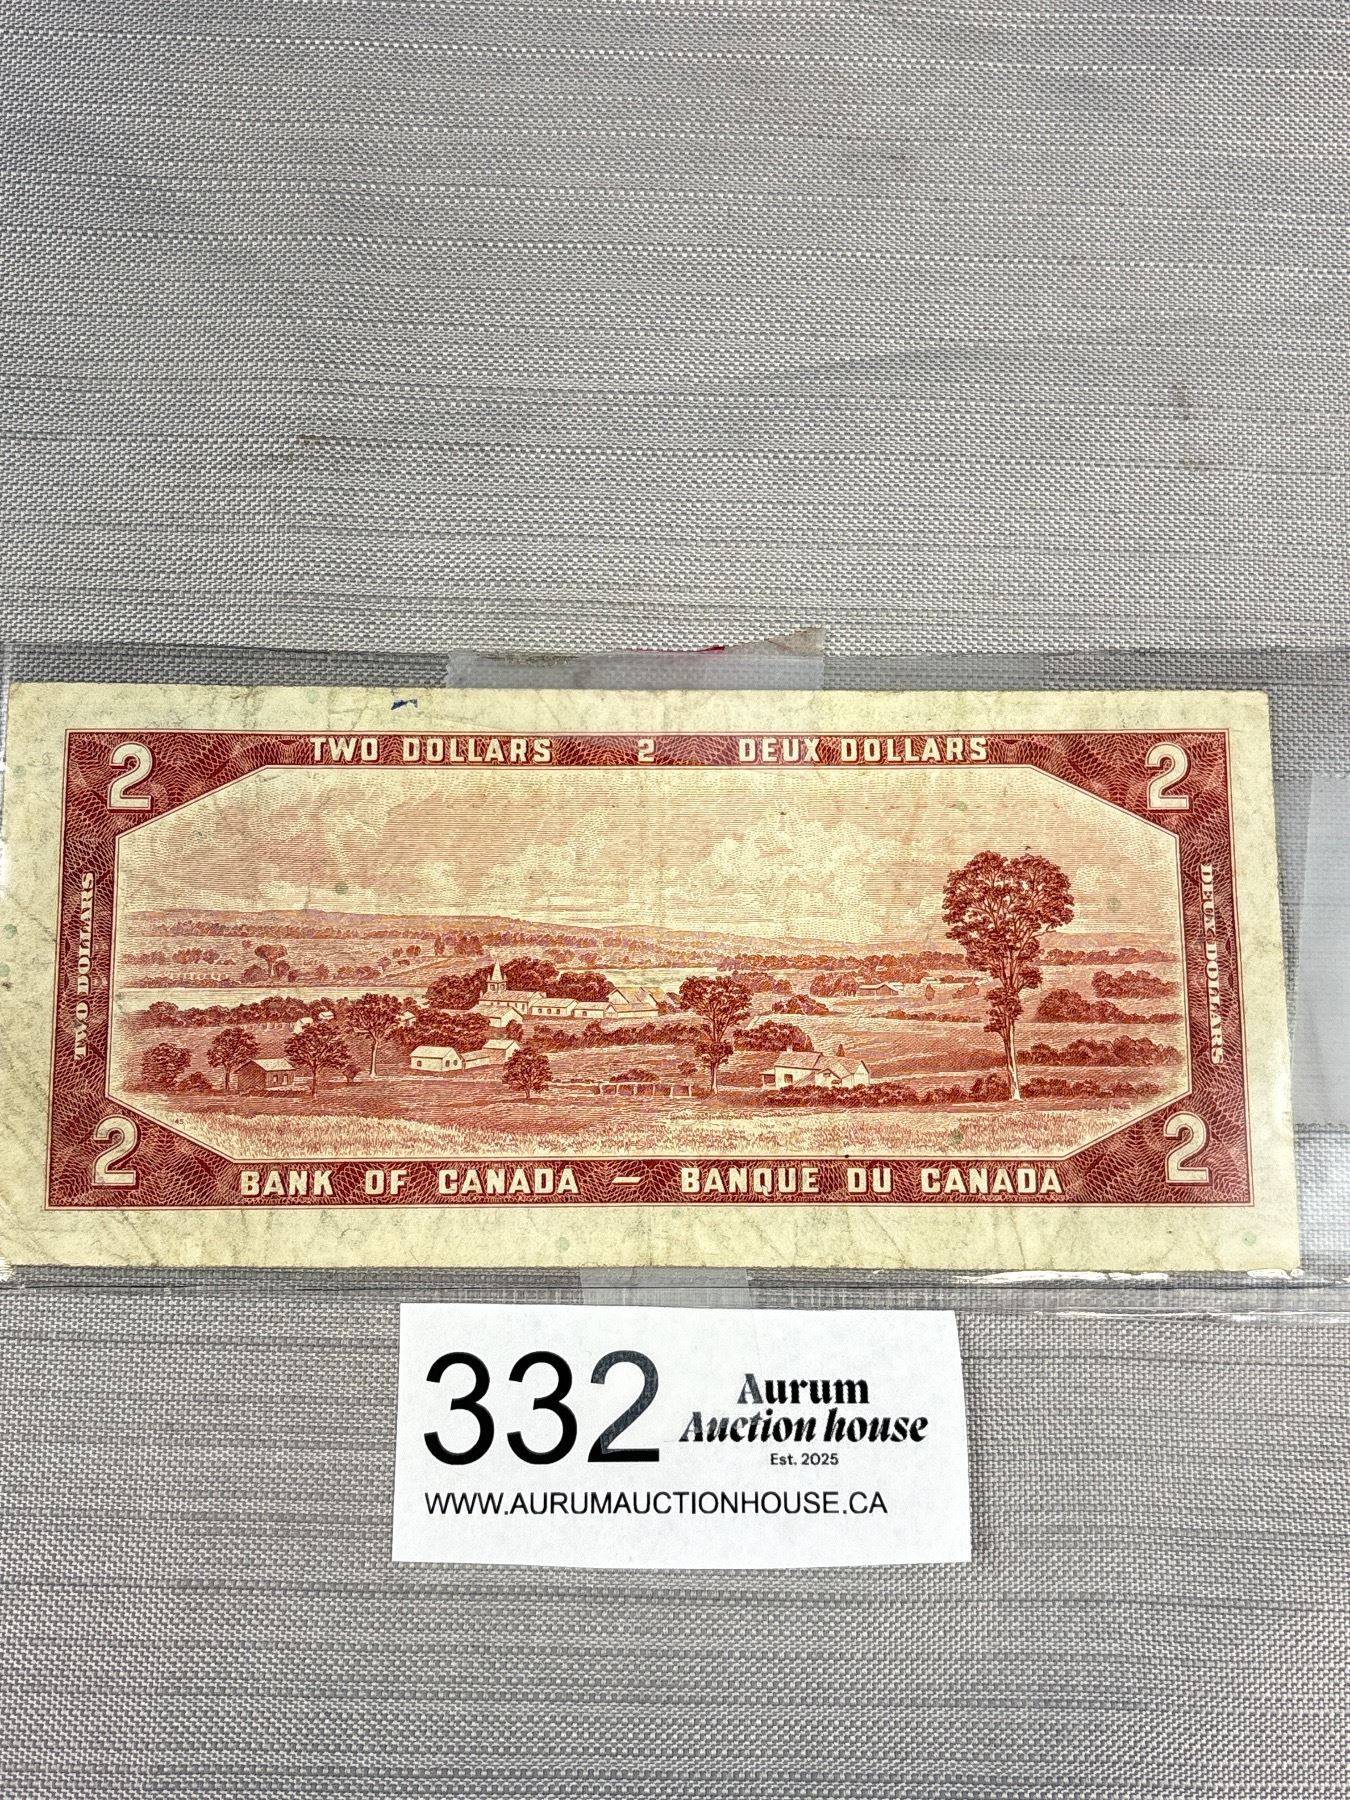 2 TWO DOLLARS 2 DEUX DOLLARS 2
TWO DOLLARS
DEUX DOLLARS
2 BANK OF CANADA — BANQUE DU CANADA 2
332
Aurum
Auction house
Est. 2025
WWW.AURUMAUCTIONHOUSE.CA